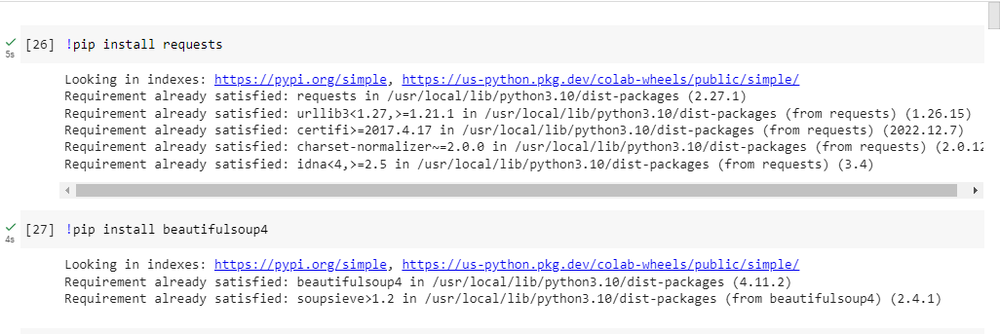 [26] !pip install requests
5s
Looking in indexes: https://pypi.org/simple, https://us-python.pkg.dev/colab-wheels/public/simple/
Requirement already satisfied: requests in /usr/local/lib/python3.10/dist-packages (2.27.1)
Requirement already satisfied: urllib3<1.27,>=1.21.1 in /usr/local/lib/python3.10/dist-packages (from requests) (1.26.15)
Requirement already satisfied: certifi>=2017.4.17 in /usr/local/lib/python3.10/dist-packages (from requests) (2022.12.7)
Requirement already satisfied: charset-normalizer~=2.0.0 in /usr/local/lib/python3.10/dist-packages (from requests) (2.0.12
Requirement already satisfied: idna<4,>=2.5 in /usr/local/lib/python3.10/dist-packages (from requests) (3.4)
[27] !pip install beautifulsoup4
4s
Looking in indexes: https://pypi.org/simple, https://us-python.pkg.dev/colab-wheels/public/simple/
Requirement already satisfied: beautifulsoup4 in /usr/local/lib/python3.10/dist-packages (4.11.2)
Requirement already satisfied: soupsieve>1.2 in /usr/local/lib/python3.10/dist-packages (from beautifulsoup4) (2.4.1)